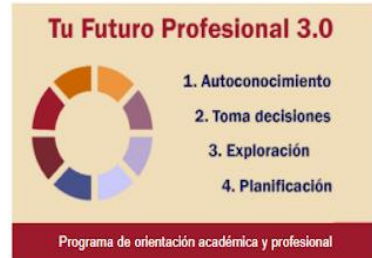 Tu Futuro Profesional 3.0
1. Autoconocimiento
2. Toma decisiones
3. Exploración
4. Planificación
Programa de orientación académica y profesional